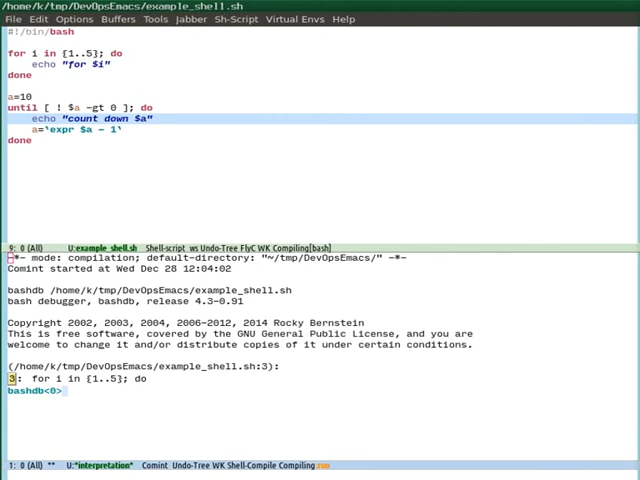 /home/k/tmp/DevOpsEmacs/example_shell.sh
File Edit Options Buffers Tools Jabber Sh-Script Virtual Envs Help
#!/bin/bash
for i in {1..5}; do
echo "for $i"
done
a=10
until [ ! $a -gt 0 ]; do
echo "count down $a"
a=`expr $a - 1`
done
9: 0 (All) U:example_shell.sh Shell-script ws Undo-Tree FlyC WK Compiling[bash]
-*- mode: compilation; default-directory: "~/tmp/DevOpsEmacs/" -*-
Comint started at Wed Dec 28 12:04:02
bashdb /home/k/tmp/DevOpsEmacs/example_shell.sh
bash debugger, bashdb, release 4.3-0.91
Copyright 2002, 2003, 2004, 2006-2012, 2014 Rocky Bernstein
This is free software, covered by the GNU General Public License, and you are
welcome to change it and/or distribute copies of it under certain conditions.
(/home/k/tmp/DevOpsEmacs/example_shell.sh:3):
3: for i in {1..5}; do
bashdb<0>
1: 0 (All) ** U:*interpretation* Comint Undo-Tree WK Shell-Compile Compiling:run